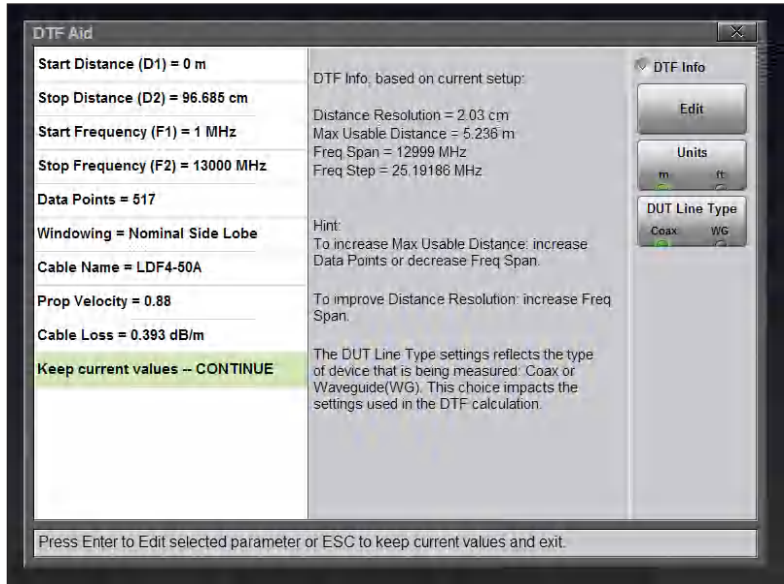 DTF Aid
Start Distance (D1) = 0 m
Stop Distance (D2) = 96.685 cm
Start Frequency (F1) = 1 MHz
Stop Frequency (F2) = 13000 MHz
Data Points = 517
Windowing = Nominal Side Lobe
Cable Name = LDF4-50A
Prop Velocity = 0.88
Cable Loss = 0.393 dB/m
Keep current values -- CONTINUE
DTF Info, based on current setup:
Distance Resolution = 2.03 cm
Max Usable Distance = 5.236 m
Freq Span = 12999 MHz
Freq Step = 25.19186 MHz
Hint:
To increase Max Usable Distance: increase
Data Points or decrease Freq Span.
To improve Distance Resolution: increase Freq
Span.
The DUT Line Type settings reflects the type
of device that is being measured: Coax or
Waveguide(WG). This choice impacts the
settings used in the DTF calculation.
DTF Info
Edit
Units
m ft
DUT Line Type
Coax WG
Press Enter to Edit selected parameter or ESC to keep current values and exit.